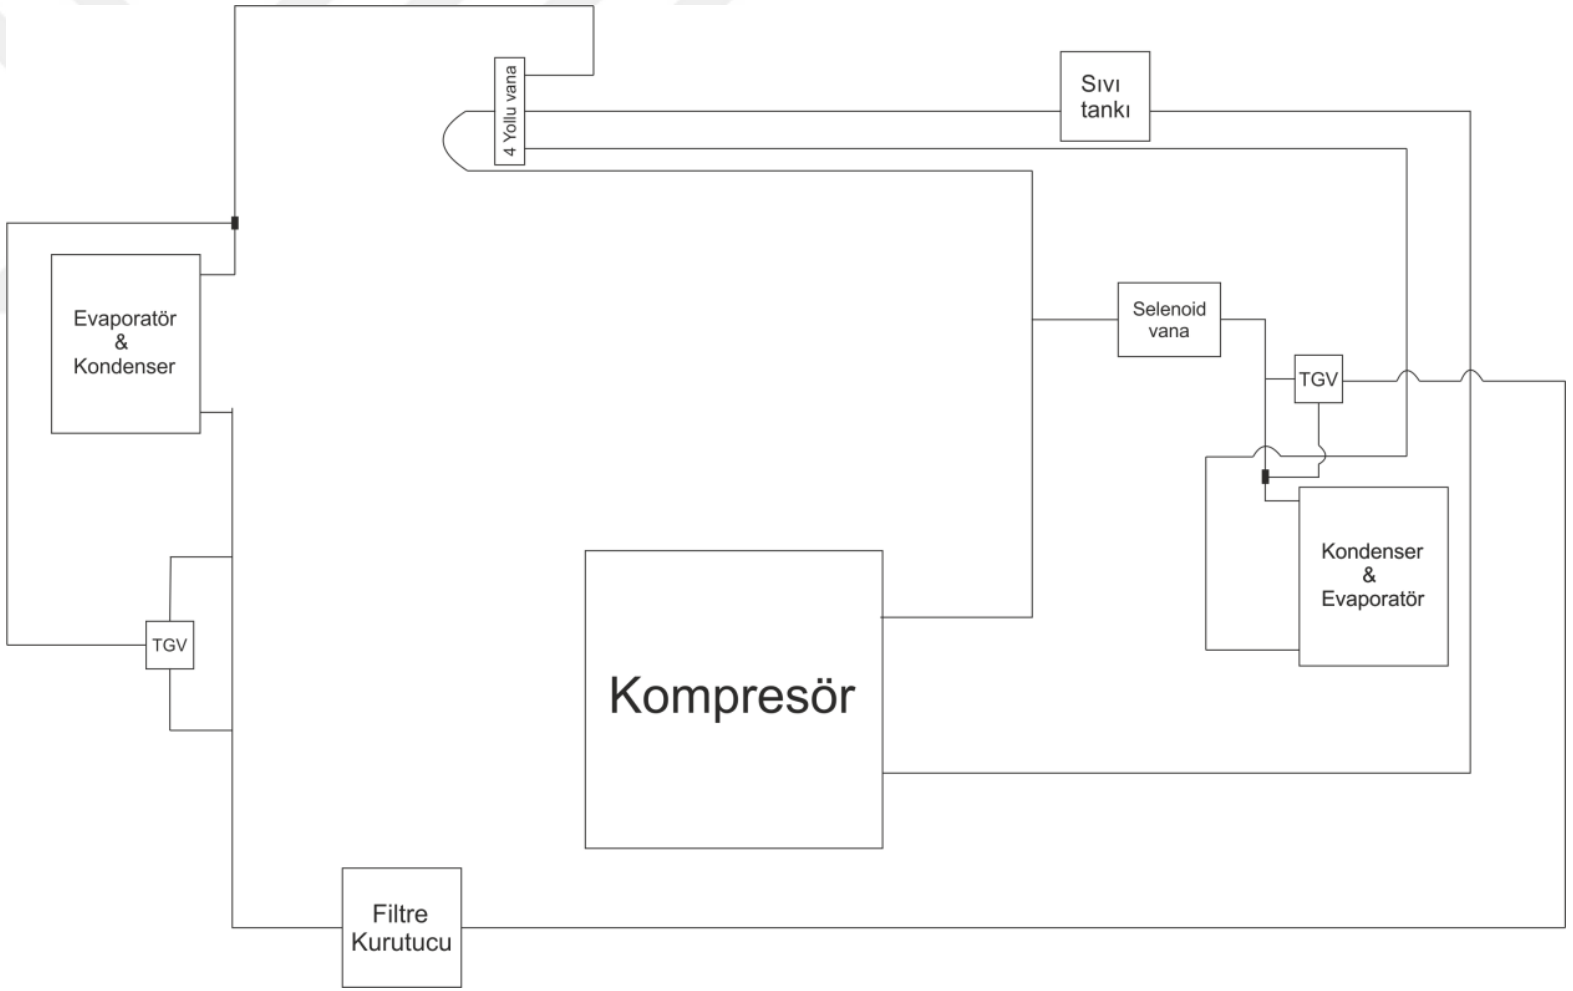 4 Yollu vana
Sıvı
tankı
Evaporatör
&
Kondenser
Selenoid
vana
TGV
Kondenser
&
Evaporatör
TGV
Kompresör
Filtre
Kurutucu